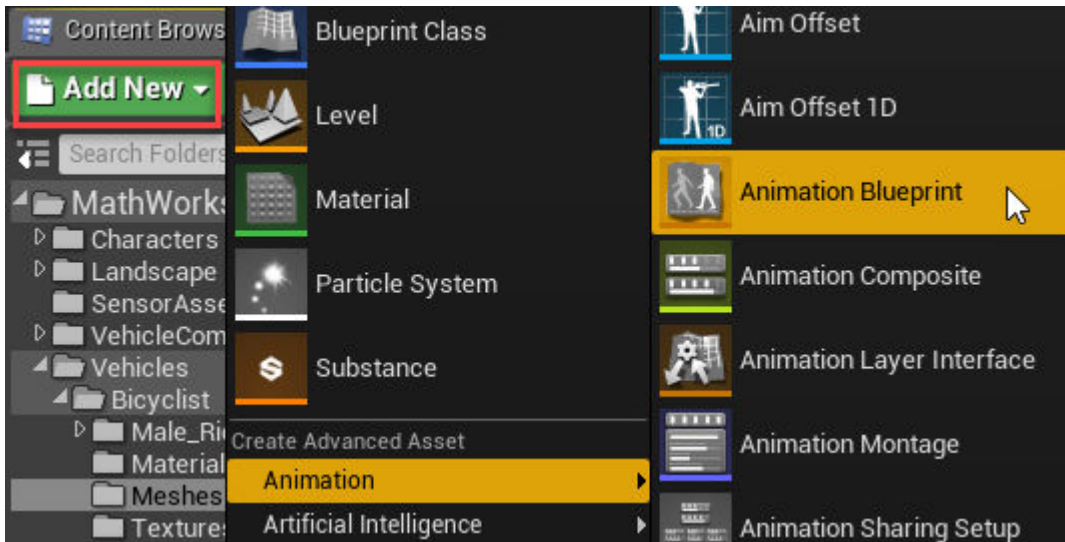 Content Brows
Add New
Search Folders
MathWorks
Characters
Landscape
SensorAsse
VehicleCom
Vehicles
Bicyclist
Male_Ri
Material
Meshes
Texture
Blueprint Class
Level
Material
Particle System
Substance
Create Advanced Asset
Animation
Artificial Intelligence
Aim Offset
Aim Offset 1D
1D
Animation Blueprint
Animation Composite
Animation Layer Interface
Animation Montage
Animation Sharing Setup